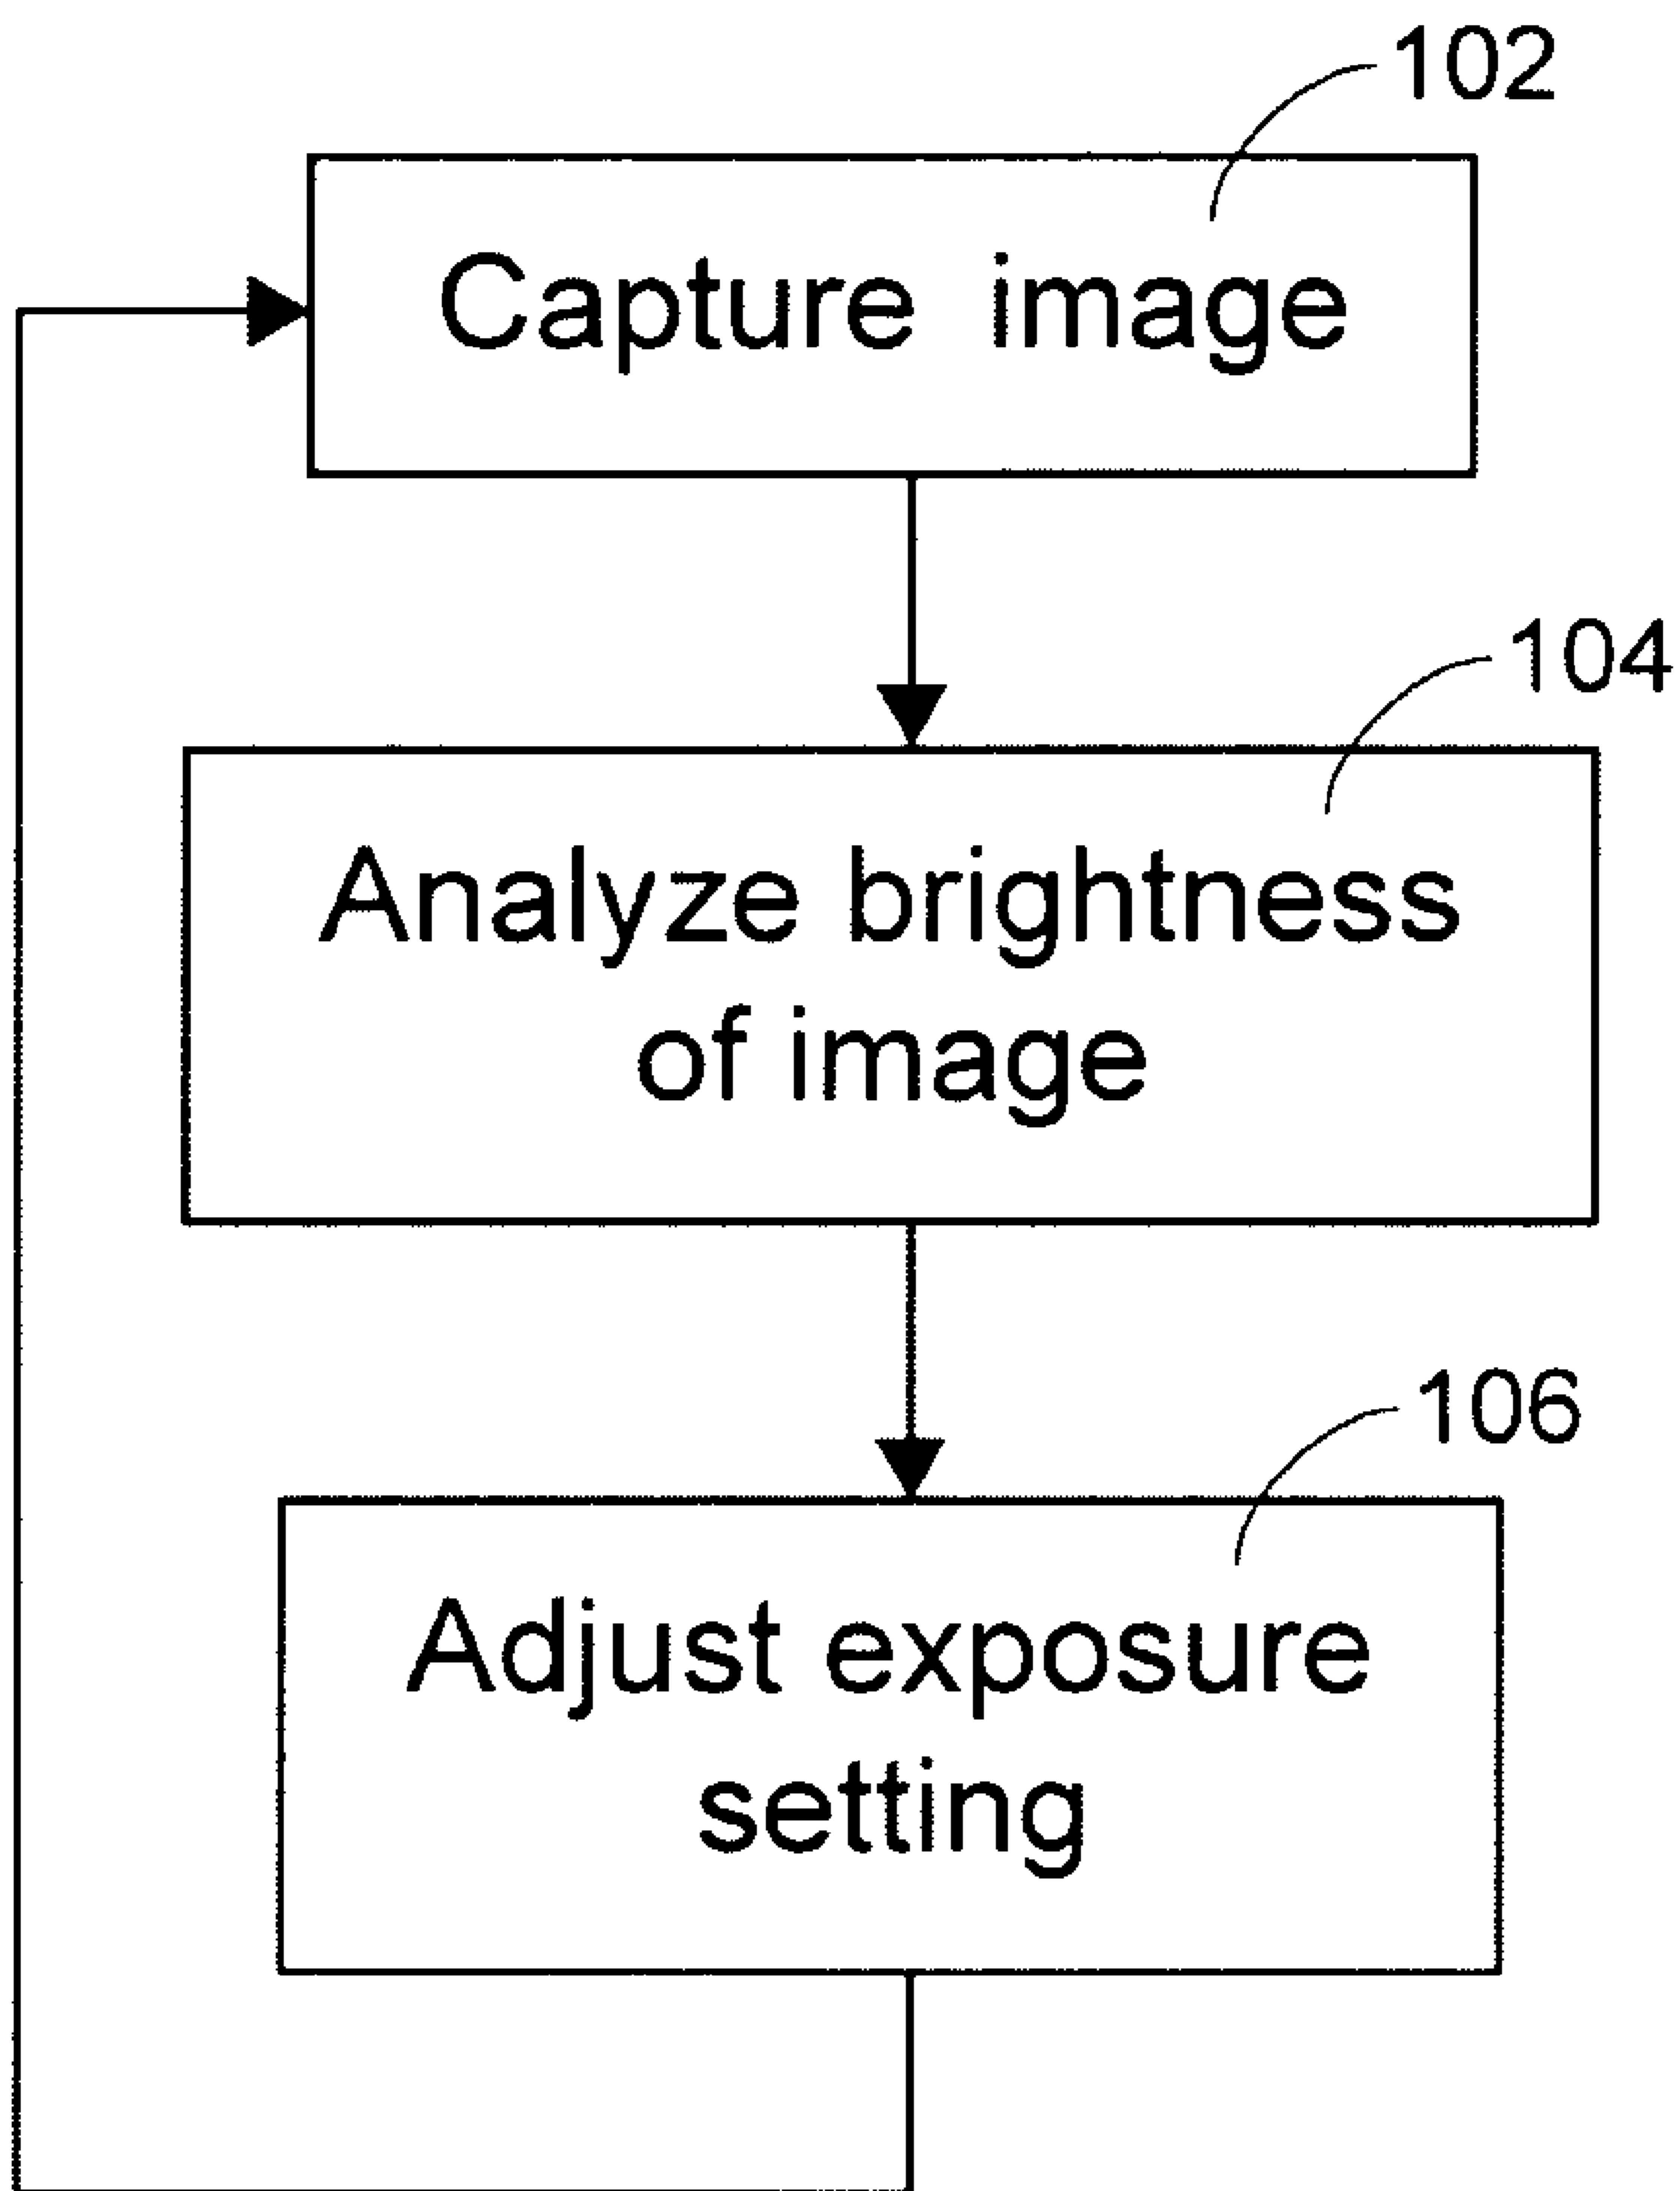 102
Capture image
104
Analyze brightness
of image
106
Adjust exposure
setting